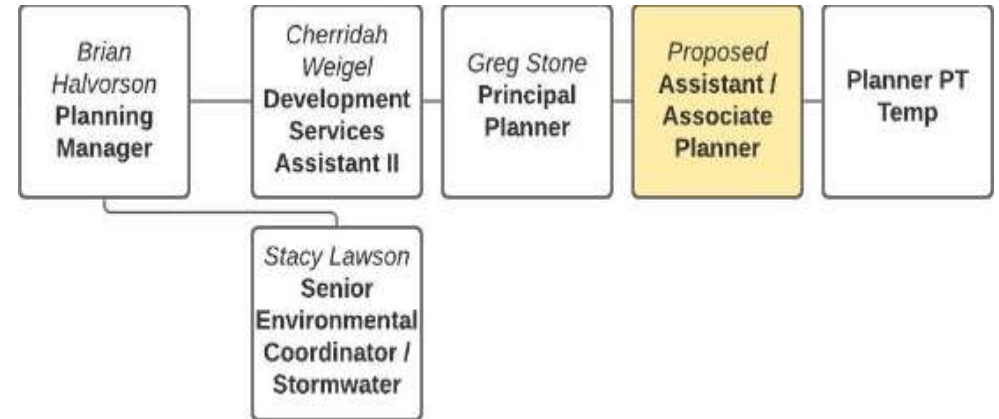 Brian
Halvorson
Planning
Manager
Cherridah
Weigel
Development
Services
Assistant II
Greg Stone
Principal
Planner
Proposed
Assistant /
Associate
Planner
Planner PT
Temp
Stacy Lawson
Senior
Environmental
Coordinator /
Stormwater